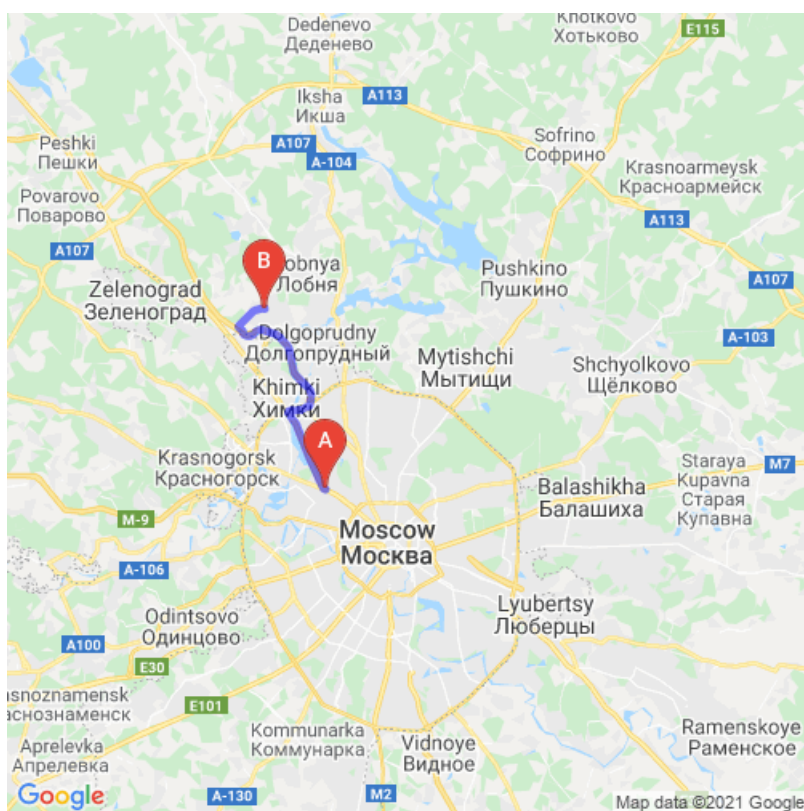 Dedenevo
Деденево
Khotkovo
Хотьково
E115
Iksha
Икша
A113
A107
A-104
Sofrino
Софрино
Peshki
Пешки
Krasnoarmeysk
Красноармейск
Povarovo
Поварово
A113
A107
B
obnya
Лобня
Pushkino
Пушкино
A107
Zelenograd
Зеленоград
Dolgoprudny
Долгопрудный
A-103
Mytishchi
Мытищи
Shchyolkovo
Щёлково
Khimki
Химки
A
Krasnogorsk
Красногорск
Staraya
Kupavna
Старая
Купавна
M7
Balashikha
Балашиха
M-9
Moscow
Москва
A-106
Lyubertsy
Люберцы
Odintsovo
Одинцово
A100
E30
asnoznamensk
аснознаменск
E101
Kommunarka
Коммунарка
Vidnoye
Видное
Ramenskoye
Раменское
Aprelevka
Апрелевка
A-130
M2
Google
Map data ©2021 Google